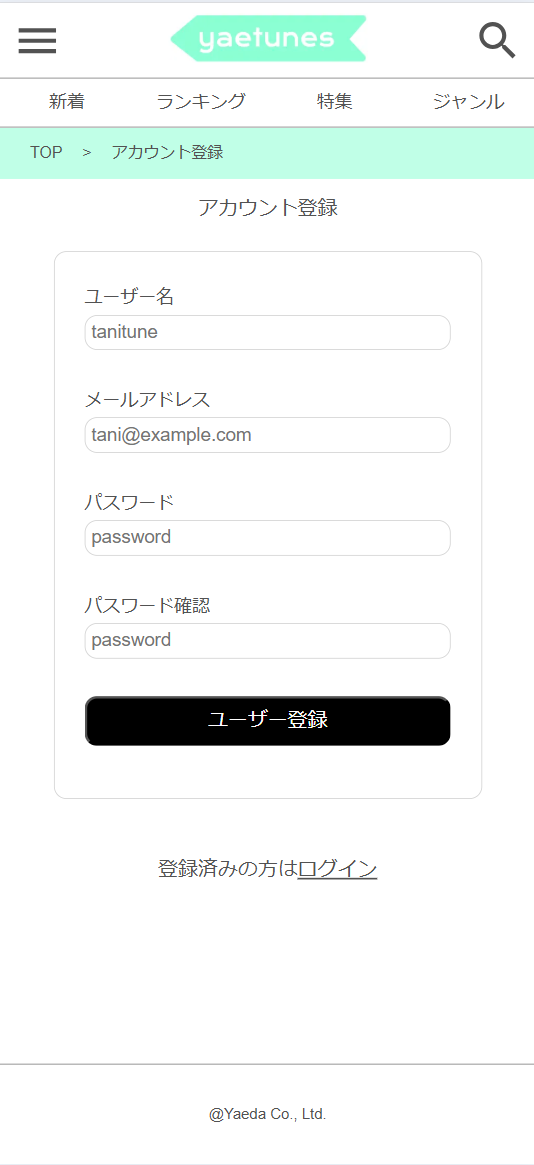 yaetunes
新着 ランキング 特集 ジャンル
TOP > アカウント登録
アカウント登録
ユーザー名
tanitune
メールアドレス
tani@example.com
パスワード
password
パスワード確認
password
ユーザー登録
登録済みの方はログイン
@Yaeda Co., Ltd.